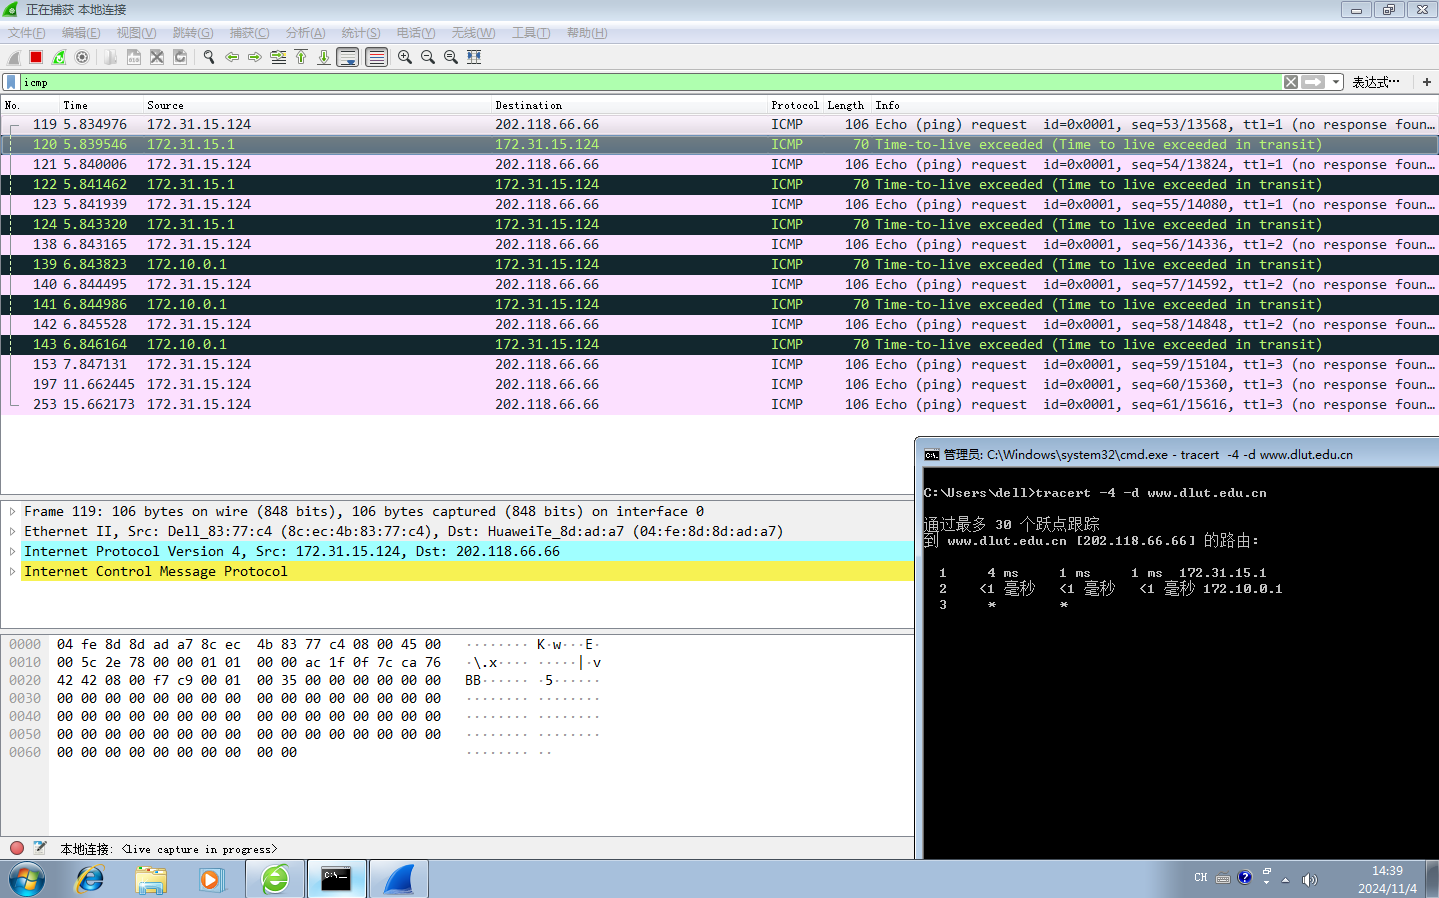 正在捕获 本地连接
文件(F) 编辑(E) 视图(V) 跳转(G) 捕获(C) 分析(A) 统计(S) 电话(Y) 无线(W) 工具(T) 帮助(H)
icmp 表达式… +
No. Time Source Destination Protocol Length Info
119 5.834976 172.31.15.124 202.118.66.66 ICMP 106 Echo (ping) request id=0x0001, seq=53/13568, ttl=1 (no response foun…
120 5.839546 172.31.15.1 172.31.15.124 ICMP 70 Time-to-live exceeded (Time to live exceeded in transit)
121 5.840006 172.31.15.124 202.118.66.66 ICMP 106 Echo (ping) request id=0x0001, seq=54/13824, ttl=1 (no response foun…
122 5.841462 172.31.15.1 172.31.15.124 ICMP 70 Time-to-live exceeded (Time to live exceeded in transit)
123 5.841939 172.31.15.124 202.118.66.66 ICMP 106 Echo (ping) request id=0x0001, seq=55/14080, ttl=1 (no response foun…
124 5.843320 172.31.15.1 172.31.15.124 ICMP 70 Time-to-live exceeded (Time to live exceeded in transit)
138 6.843165 172.31.15.124 202.118.66.66 ICMP 106 Echo (ping) request id=0x0001, seq=56/14336, ttl=2 (no response foun…
139 6.843823 172.10.0.1 172.31.15.124 ICMP 70 Time-to-live exceeded (Time to live exceeded in transit)
140 6.844495 172.31.15.124 202.118.66.66 ICMP 106 Echo (ping) request id=0x0001, seq=57/14592, ttl=2 (no response foun…
141 6.844986 172.10.0.1 172.31.15.124 ICMP 70 Time-to-live exceeded (Time to live exceeded in transit)
142 6.845528 172.31.15.124 202.118.66.66 ICMP 106 Echo (ping) request id=0x0001, seq=58/14848, ttl=2 (no response foun…
143 6.846164 172.10.0.1 172.31.15.124 ICMP 70 Time-to-live exceeded (Time to live exceeded in transit)
153 7.847131 172.31.15.124 202.118.66.66 ICMP 106 Echo (ping) request id=0x0001, seq=59/15104, ttl=3 (no response foun…
197 11.662445 172.31.15.124 202.118.66.66 ICMP 106 Echo (ping) request id=0x0001, seq=60/15360, ttl=3 (no response foun…
253 15.662173 172.31.15.124 202.118.66.66 ICMP 106 Echo (ping) request id=0x0001, seq=61/15616, ttl=3 (no response foun…
Frame 119: 106 bytes on wire (848 bits), 106 bytes captured (848 bits) on interface 0
Ethernet II, Src: Dell_83:77:c4 (8c:ec:4b:83:77:c4), Dst: HuaweiTe_8d:ad:a7 (04:fe:8d:8d:ad:a7)
Internet Protocol Version 4, Src: 172.31.15.124, Dst: 202.118.66.66
Internet Control Message Protocol
0000 04 fe 8d 8d ad a7 8c ec 4b 83 77 c4 08 00 45 00 ········ K·w···E·
0010 00 5c 2e 78 00 00 01 01 00 00 ac 1f 0f 7c ca 76 ·\.x···· ·····|·v
0020 42 42 08 00 f7 c9 00 01 00 35 00 00 00 00 00 00 BB······ ·5······
0030 00 00 00 00 00 00 00 00 00 00 00 00 00 00 00 00 ········ ········
0040 00 00 00 00 00 00 00 00 00 00 00 00 00 00 00 00 ········ ········
0050 00 00 00 00 00 00 00 00 00 00 00 00 00 00 00 00 ········ ········
0060 00 00 00 00 00 00 00 00 00 00 ········ ··
本地连接: <live capture in progress>
管理员: C:\Windows\system32\cmd.exe - tracert -4 -d www.dlut.edu.cn
C:\Users\dell>tracert -4 -d www.dlut.edu.cn
通过最多 30 个跃点跟踪
到 www.dlut.edu.cn [202.118.66.66] 的路由:
1 4 ms 1 ms 1 ms 172.31.15.1
2 <1 毫秒 <1 毫秒 <1 毫秒 172.10.0.1
3 * *
C:\_
CH
14:39
2024/11/4